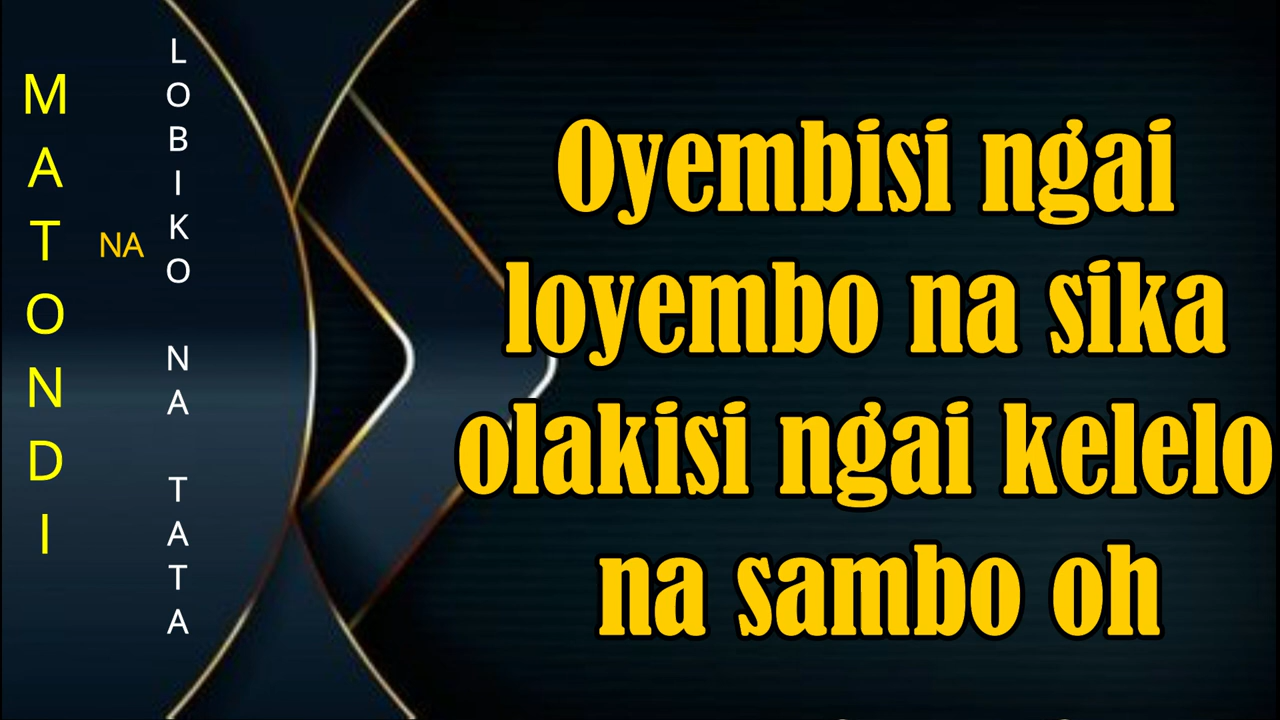 MATONDI
NA
LOBIKO NA TATA
Oyembisi ngai
loyembo na sika
olakisi ngai kelelo
na sambo oh